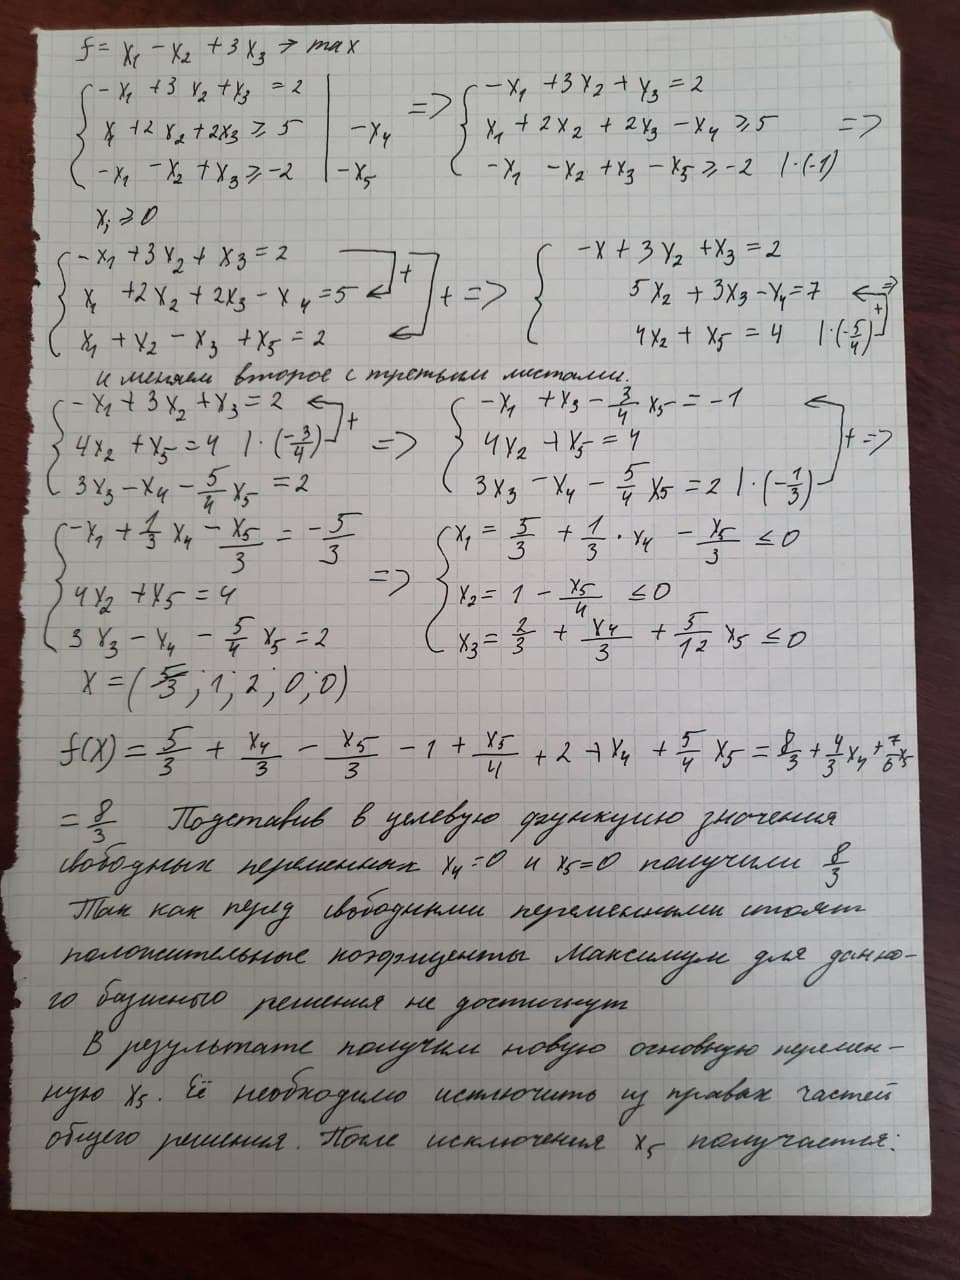 f = x₁ - x₂ + 3x₃ → max
{ -x₁ + 3x₂ + x₃ = 2 | => { -x₁ + 3x₂ + x₃ = 2
x₁ + 2x₂ + 2x₃ ≥ 5 | -x₄ x₁ + 2x₂ + 2x₃ - x₄ ≥ 5 =>
-x₁ - x₂ + x₃ ≥ -2 | -x₅ -x₁ - x₂ + x₃ - x₅ ≥ -2 |·(-1)
xⱼ ≥ 0
{ -x₁ + 3x₂ + x₃ = 2 + { -x + 3x₂ + x₃ = 2
x₁ + 2x₂ + 2x₃ - x₄ = 5 + => 5x₂ + 3x₃ - x₄ = 7 + =>
x₁ + x₂ - x₃ + x₅ = 2 4x₂ + x₅ = 4 |·(-5/4)
и меняем второе с третьим местами.
{ -x₁ + 3x₂ + x₃ = 2 + { -x₁ + x₃ - 3/4 x₅ = -1
4x₂ + x₅ = 4 |·(-3/4) => 4x₂ + x₅ = 4 + =>
3x₃ - x₄ - 5/4 x₅ = 2 3x₃ - x₄ - 5/4 x₅ = 2 |·(-1/3)
{ -x₁ + 1/3 x₄ - x₅/3 = -5/3 { x₁ = 5/3 + 1/3 · x₄ - x₅/3 ≤ 0
4x₂ + x₅ = 4 => x₂ = 1 - x₅/4 ≤ 0
3x₃ - x₄ - 5/4 x₅ = 2 x₃ = 2/3 + x₄/3 + 5/12 x₅ ≤ 0
X = (5/3; 1; 2; 0; 0)
f(X) = 5/3 + x₄/3 - x₅/3 - 1 + x₅/4 + 2 + x₄ + 5/4 x₅ = 8/3 + 4/3 x₄ + 7/6 x₅
= 8/3 Подставив в целевую функцию значения
свободных переменных x₄=0 и x₅=0 получили 8/3
Так как перед свободными переменными стоят
положительные коэффиценты Максимум для данно-
го базисного решения не достигнут
В результате получим новую основную перемен-
ную x₅. Её необходимо исключить из правых частей
общего решения. После исключения x₅ получается: